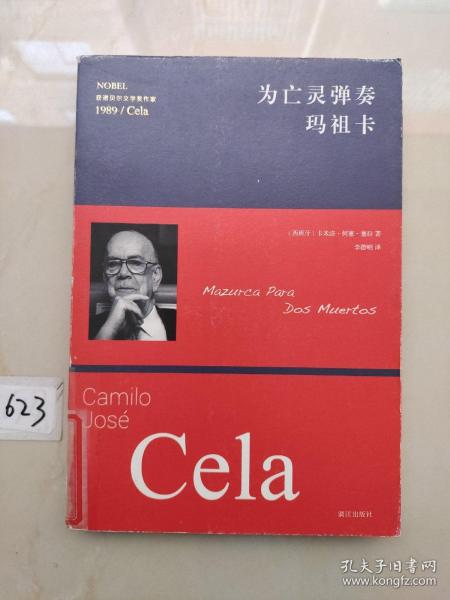 NOBEL
获诺贝尔文学奖作家
1989 / Cela
为亡灵弹奏
玛祖卡
（西班牙）卡米洛·何塞·塞拉 著
李德明 译
Mazurca Para
Dos Muertos
623
Camilo
José
Cela
漓江出版社
孔夫子旧书网
www.kongfz.com